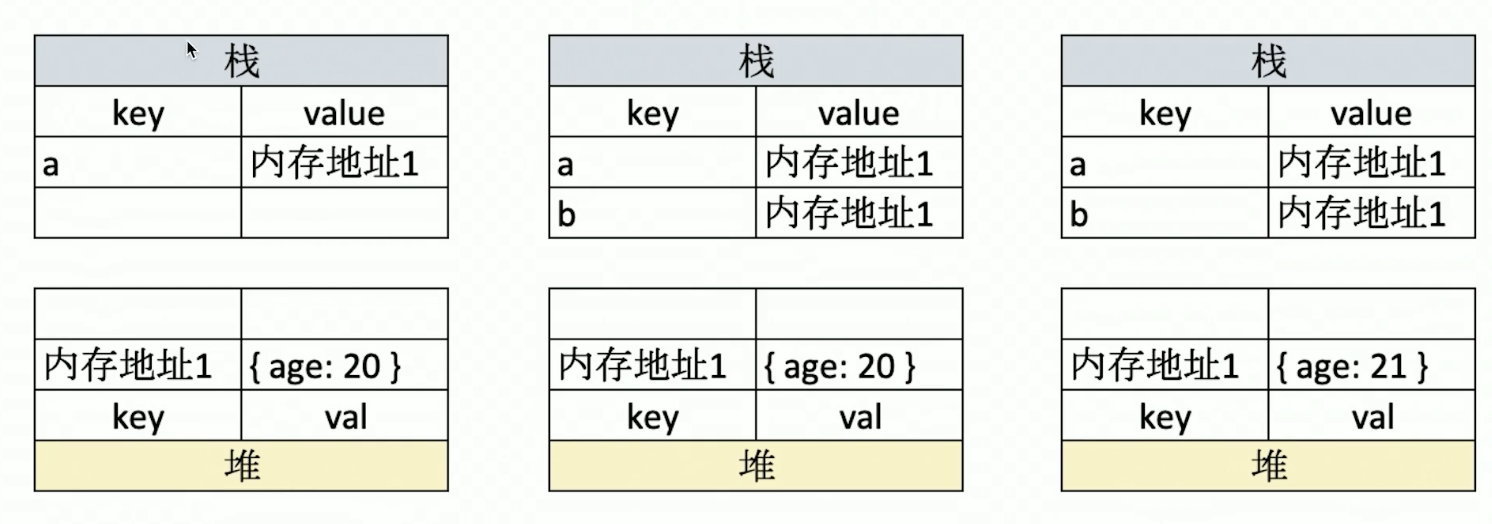 栈
key value
a 内存地址1
内存地址1 { age: 20 }
key val
堆
栈
key value
a 内存地址1
b 内存地址1
内存地址1 { age: 20 }
key val
堆
栈
key value
a 内存地址1
b 内存地址1
内存地址1 { age: 21 }
key val
堆